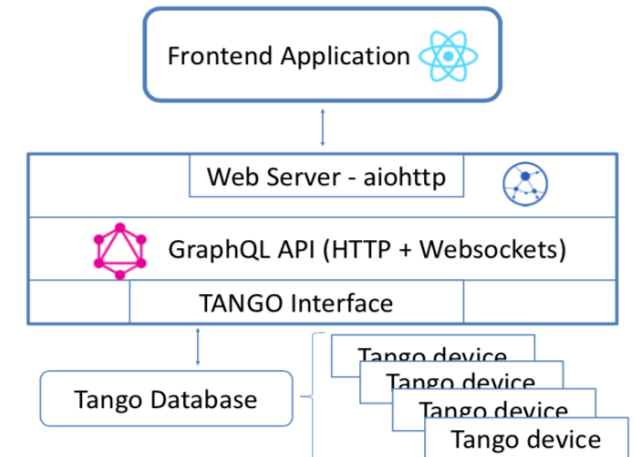 Frontend Application
Web Server - aiohttp
GraphQL API (HTTP + Websockets)
TANGO Interface
Tango Database
Tango device
Tango device
Tango device
Tango device